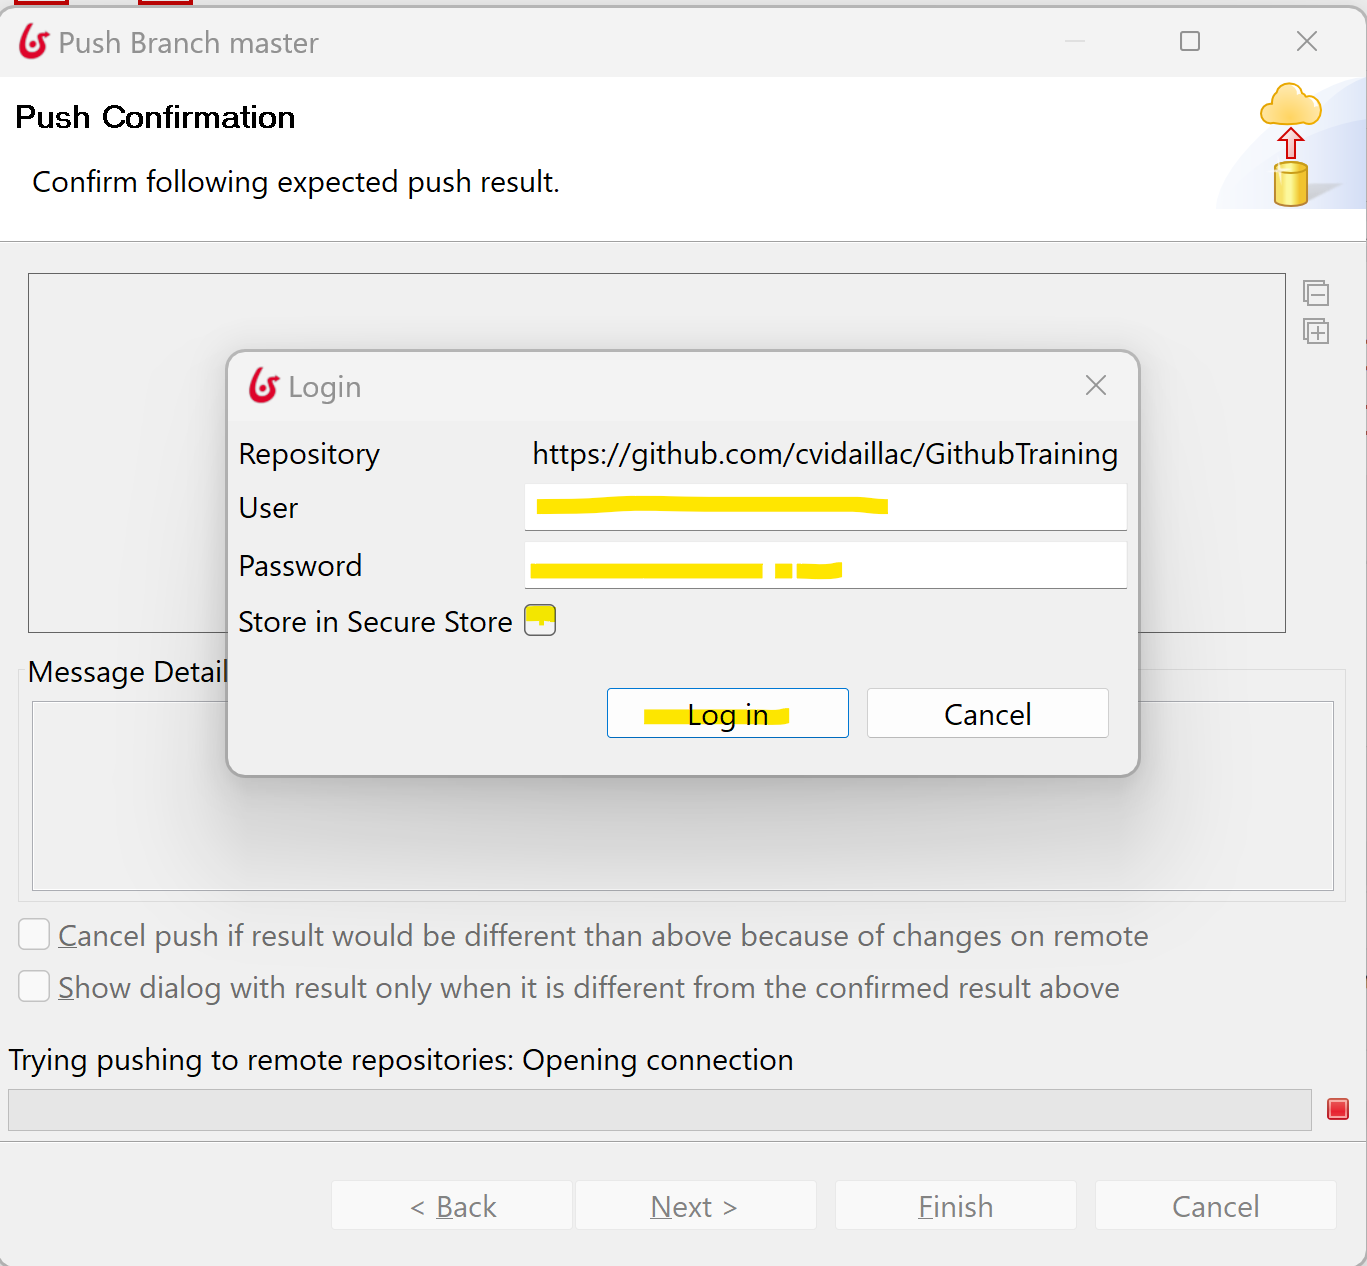 Push Branch master
Push Confirmation
Confirm following expected push result.
Login
Repository https://github.com/cvidaillac/GithubTraining
User
Password
Store in Secure Store
Log in Cancel
Message Detail
Cancel push if result would be different than above because of changes on remote
Show dialog with result only when it is different from the confirmed result above
Trying pushing to remote repositories: Opening connection
< Back Next > Finish Cancel